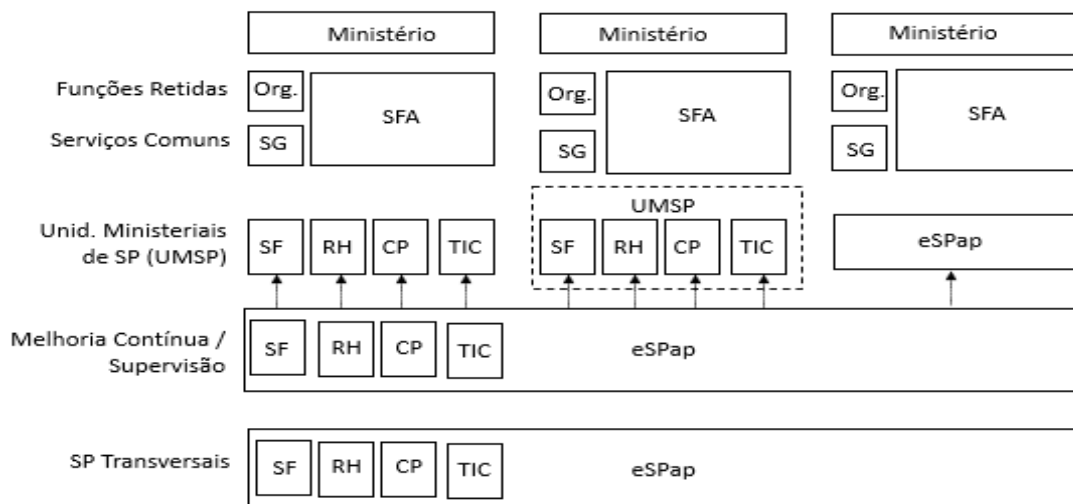 Ministério
Ministério
Ministério
Funções Retidas
Org.
SFA
Org.
SFA
Org.
SFA
Serviços Comuns
SG
SG
SG
Unid. Ministeriais
de SP (UMSP)
SF
RH
CP
TIC
UMSP
SF
RH
CP
TIC
eSPap
Melhoria Contínua /
Supervisão
SF
RH
CP
TIC
eSPap
SP Transversais
SF
RH
CP
TIC
eSPap